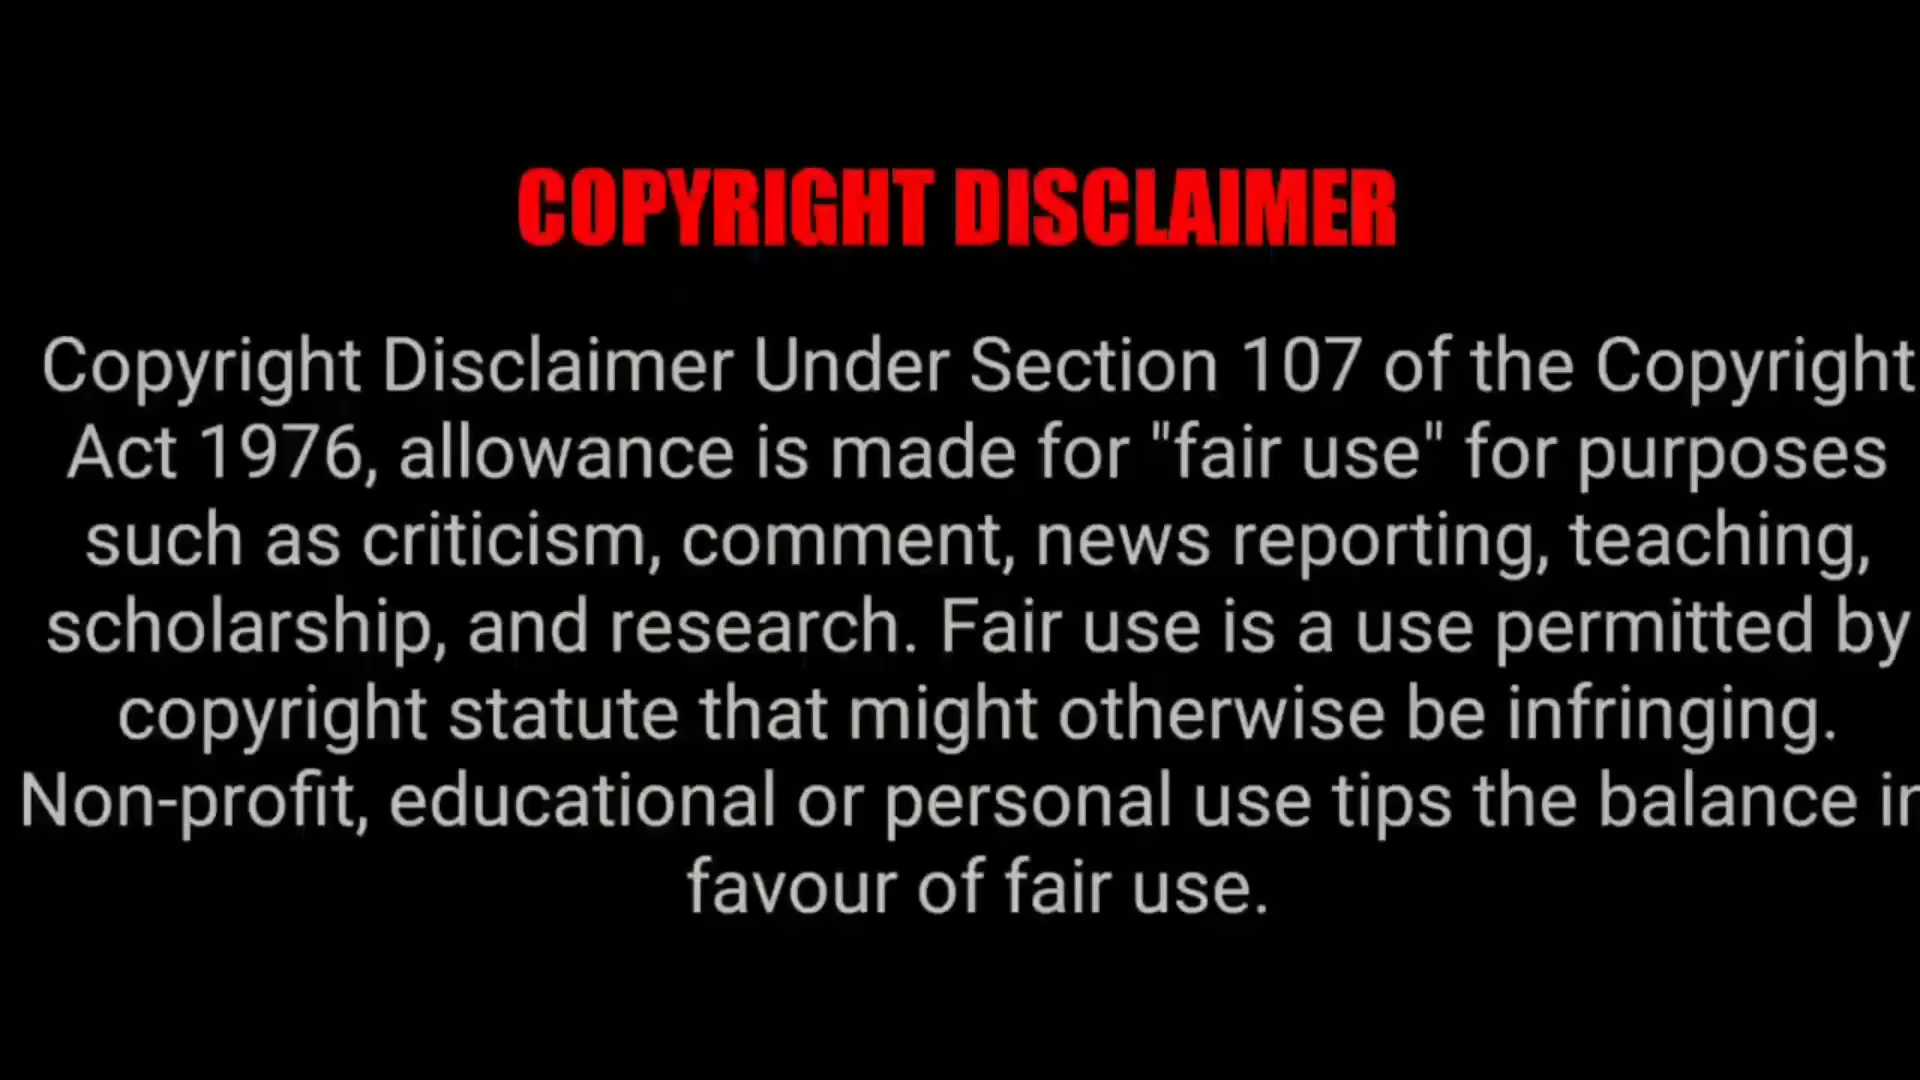 COPYRIGHT DISCLAIMER
Copyright Disclaimer Under Section 107 of the Copyright
Act 1976, allowance is made for "fair use" for purposes
such as criticism, comment, news reporting, teaching,
scholarship, and research. Fair use is a use permitted by
copyright statute that might otherwise be infringing.
Non-profit, educational or personal use tips the balance in
favour of fair use.